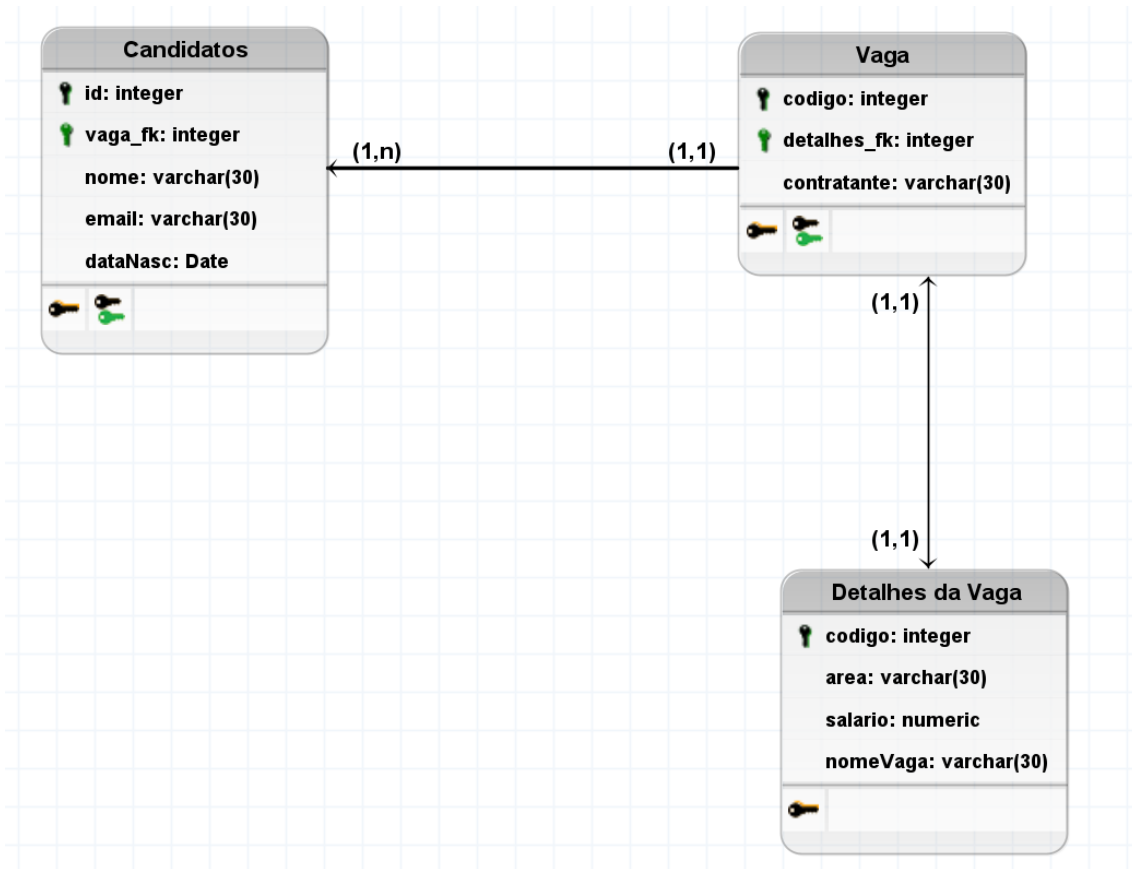 Candidatos
id: integer
vaga_fk: integer
nome: varchar(30)
email: varchar(30)
dataNasc: Date
(1,n)
(1,1)
Vaga
codigo: integer
detalhes_fk: integer
contratante: varchar(30)
(1,1)
(1,1)
Detalhes da Vaga
codigo: integer
area: varchar(30)
salario: numeric
nomeVaga: varchar(30)